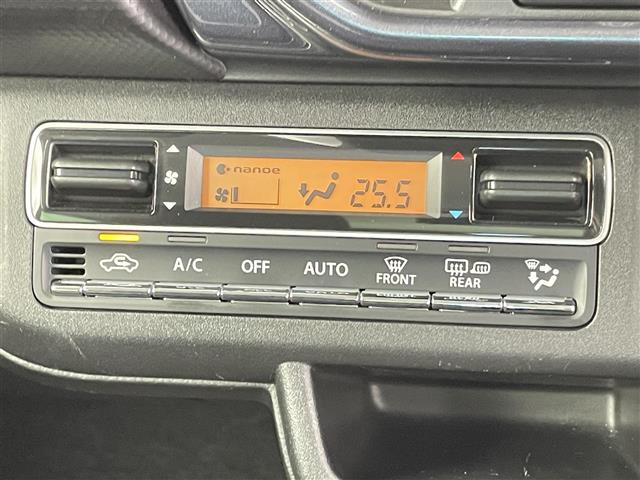 nanoe
25.5
A/C OFF AUTO FRONT REAR